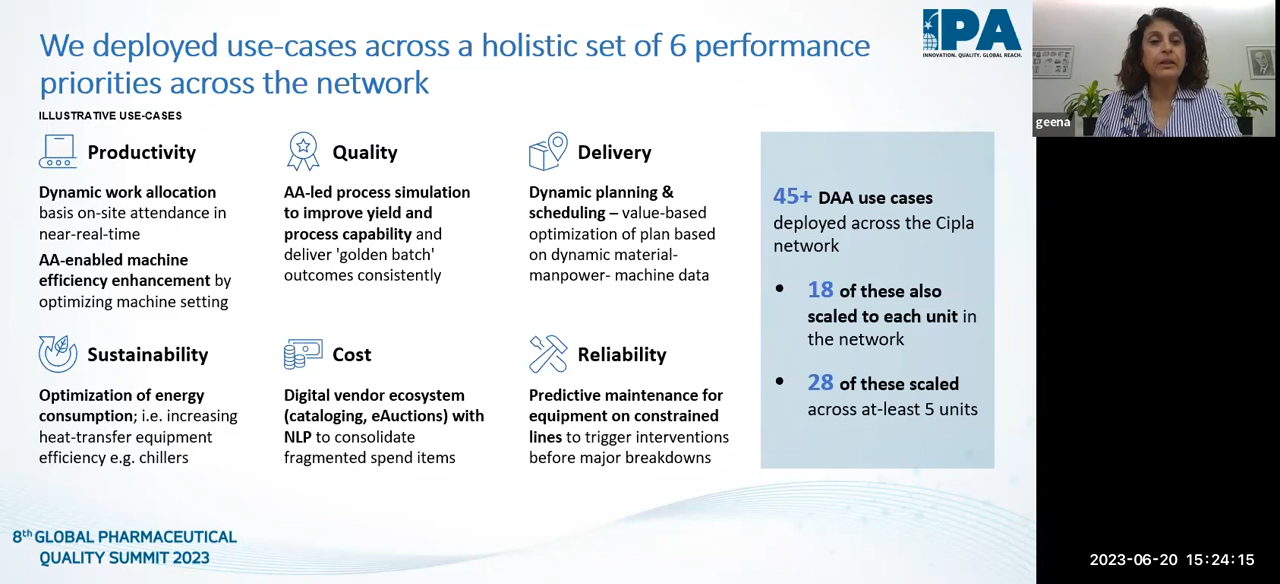 We deployed use-cases across a holistic set of 6 performance
priorities across the network
ILLUSTRATIVE USE-CASES
IPA
INNOVATION. QUALITY. GLOBAL REACH.
geena
Productivity
Dynamic work allocation
basis on-site attendance in
near-real-time
AA-enabled machine
efficiency enhancement by
optimizing machine setting
Quality
AA-led process simulation
to improve yield and
process capability and
deliver 'golden batch'
outcomes consistently
Delivery
Dynamic planning &
scheduling – value-based
optimization of plan based
on dynamic material-
manpower- machine data
Sustainability
Optimization of energy
consumption; i.e. increasing
heat-transfer equipment
efficiency e.g. chillers
Cost
Digital vendor ecosystem
(cataloging, eAuctions) with
NLP to consolidate
fragmented spend items
Reliability
Predictive maintenance for
equipment on constrained
lines to trigger interventions
before major breakdowns
45+ DAA use cases
deployed across the Cipla
network
• 18 of these also
scaled to each unit in
the network
• 28 of these scaled
across at-least 5 units
8th GLOBAL PHARMACEUTICAL
QUALITY SUMMIT 2023
2023-06-20 15:24:15